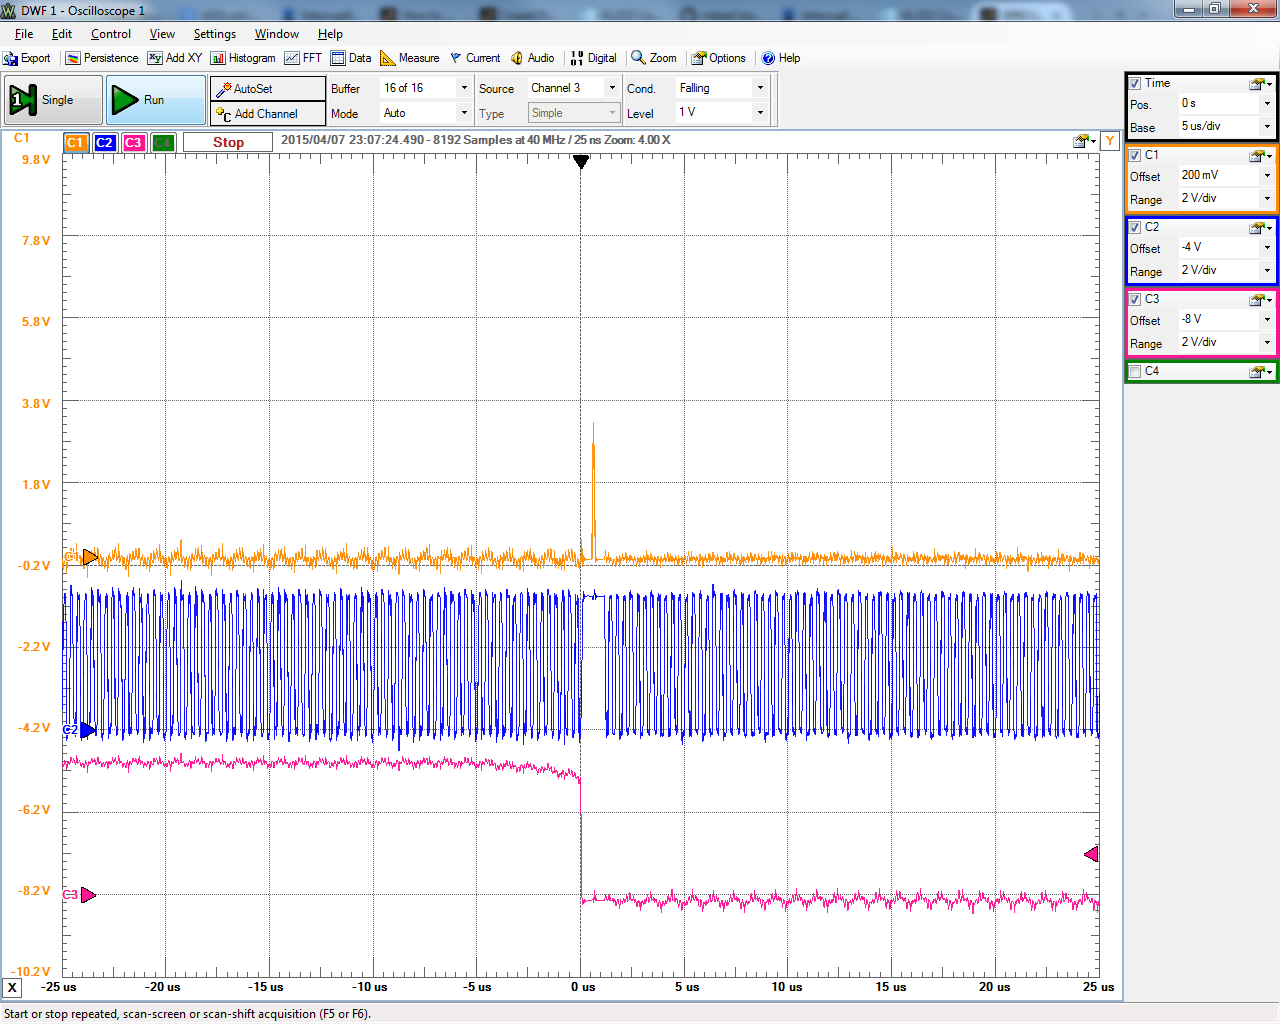 DWF 1 - Oscilloscope 1
File Edit Control View Settings Window Help
Export Persistence Add XY Histogram FFT Data Measure Current Audio Digital Zoom Options Help
Single Run AutoSet Buffer 16 of 16 Source Channel 3 Cond. Falling
Add Channel Mode Auto Type Simple Level 1 V
Time
Pos. 0 s
Base 5 us/div
C1
Offset 200 mV
Range 2 V/div
C2
Offset -4 V
Range 2 V/div
C3
Offset -8 V
Range 2 V/div
C4
C1 C1 C2 C3 C4 Stop 2015/04/07 23:07:24.490 - 8192 Samples at 40 MHz / 25 ns Zoom: 4.00 X Y
9.8 V
7.8 V
5.8 V
3.8 V
1.8 V
C1
-0.2 V
-2.2 V
-4.2 V
C2
-6.2 V
-8.2 V
C3
-10.2 V
X -25 us -20 us -15 us -10 us -5 us 0 us 5 us 10 us 15 us 20 us 25 us
Start or stop repeated, scan-screen or scan-shift acquisition (F5 or F6).